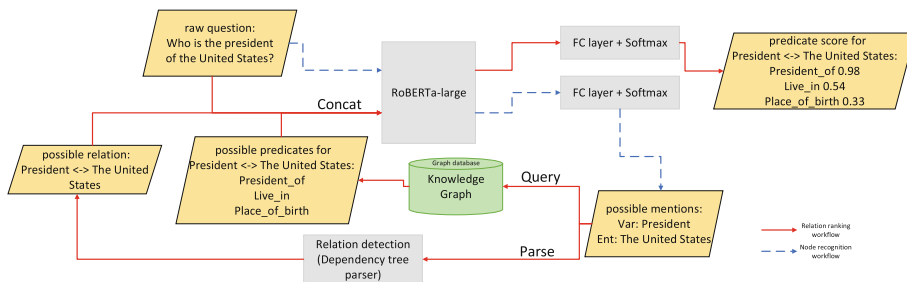 raw question:
Who is the president
of the United States?
Concat
RoBERTa-large
FC layer + Softmax
FC layer + Softmax
predicate score for
President <-> The United States:
President_of 0.98
Live_in 0.54
Place_of_birth 0.33
possible relation:
President <-> The United
States
possible predicates for
President <-> The United States:
President_of
Live_in
Place_of_birth
Graph database
Knowledge
Graph
Query
Parse
possible mentions:
Var: President
Ent: The United States
Relation detection
(Dependency tree
parser)
Relation ranking
workflow
Node recognition
workflow